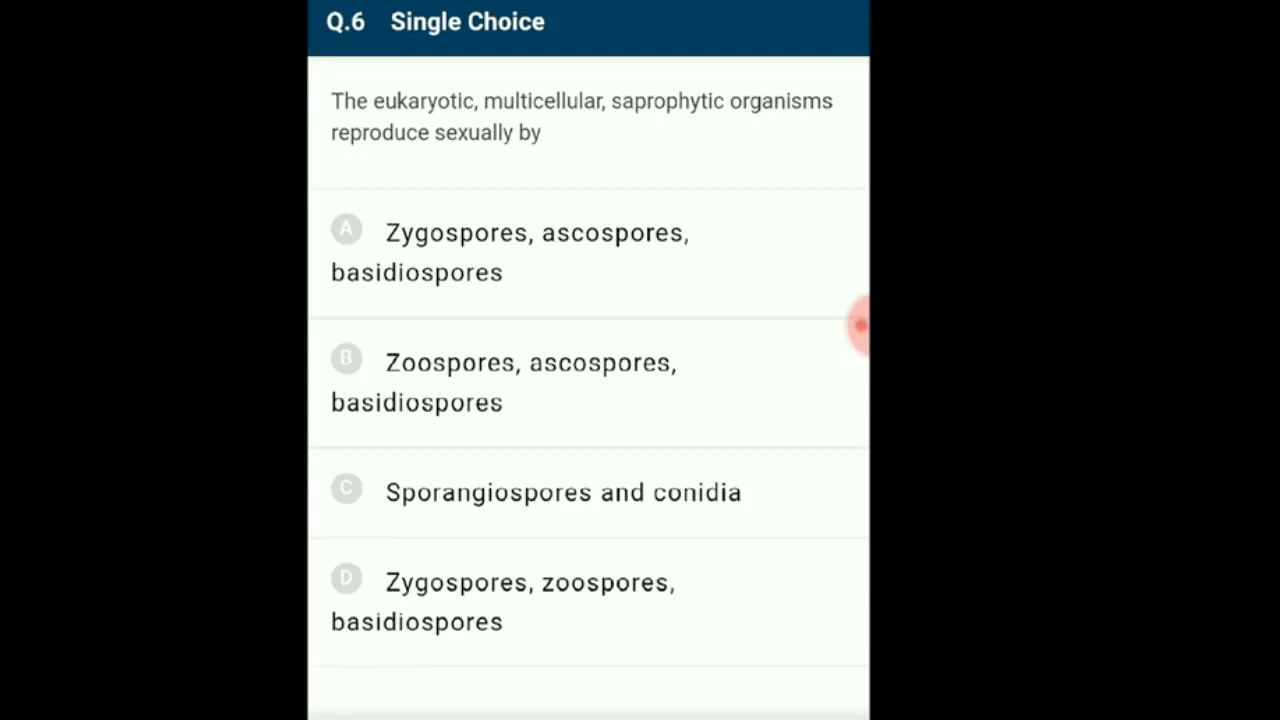 Q.6 Single Choice
The eukaryotic, multicellular, saprophytic organisms
reproduce sexually by
A Zygospores, ascospores,
basidiospores
B Zoospores, ascospores,
basidiospores
C Sporangiospores and conidia
D Zygospores, zoospores,
basidiospores